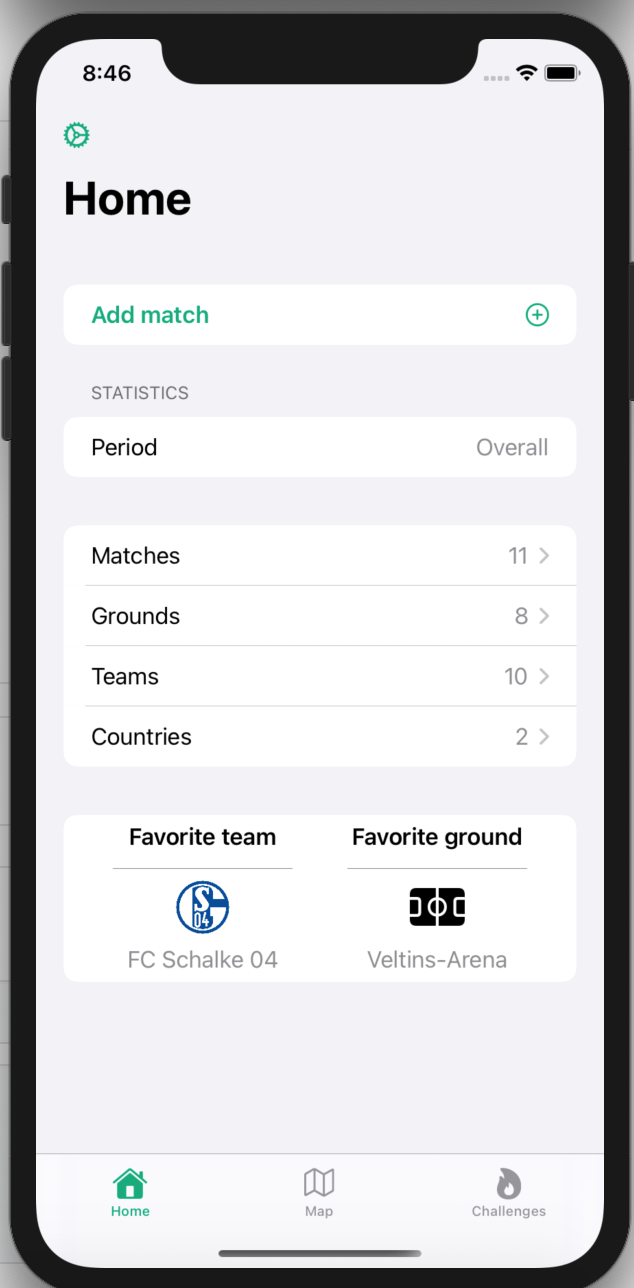 8:46
Home
Add match
STATISTICS
Period Overall
Matches 11
Grounds 8
Teams 10
Countries 2
Favorite team Favorite ground
S
04
FC Schalke 04 Veltins-Arena
Home Map Challenges